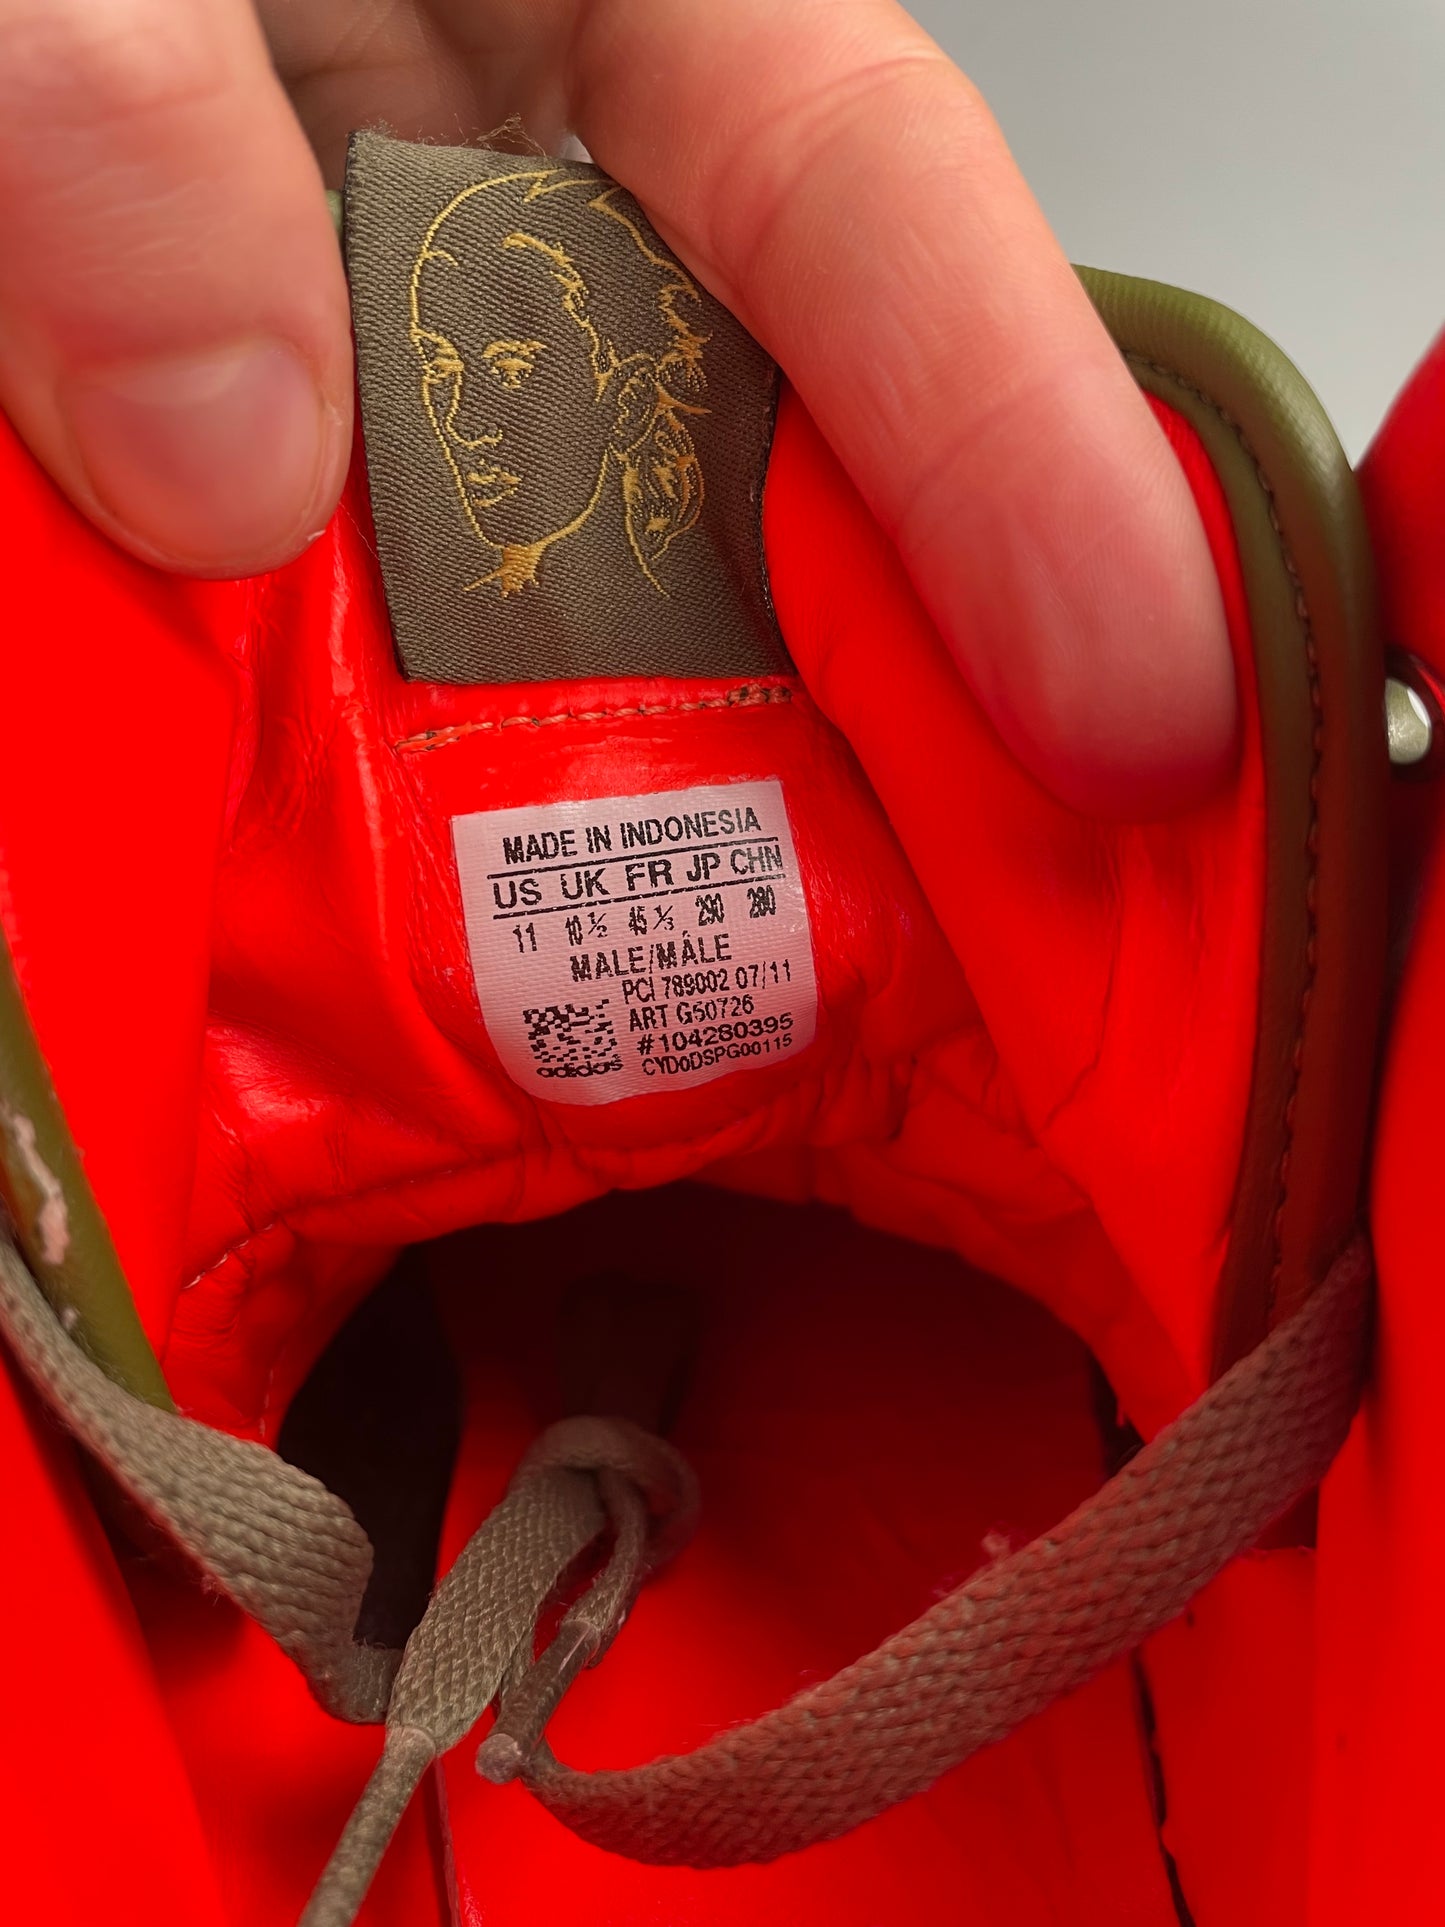 MADE IN INDONESIA
US UK FR JP CHN
11 10 ½ 45 ⅓ 290 280
MALE/MÂLE
PCI 789002 07/11
ART G50726
#104280395
adidas CYD0DSPG00115